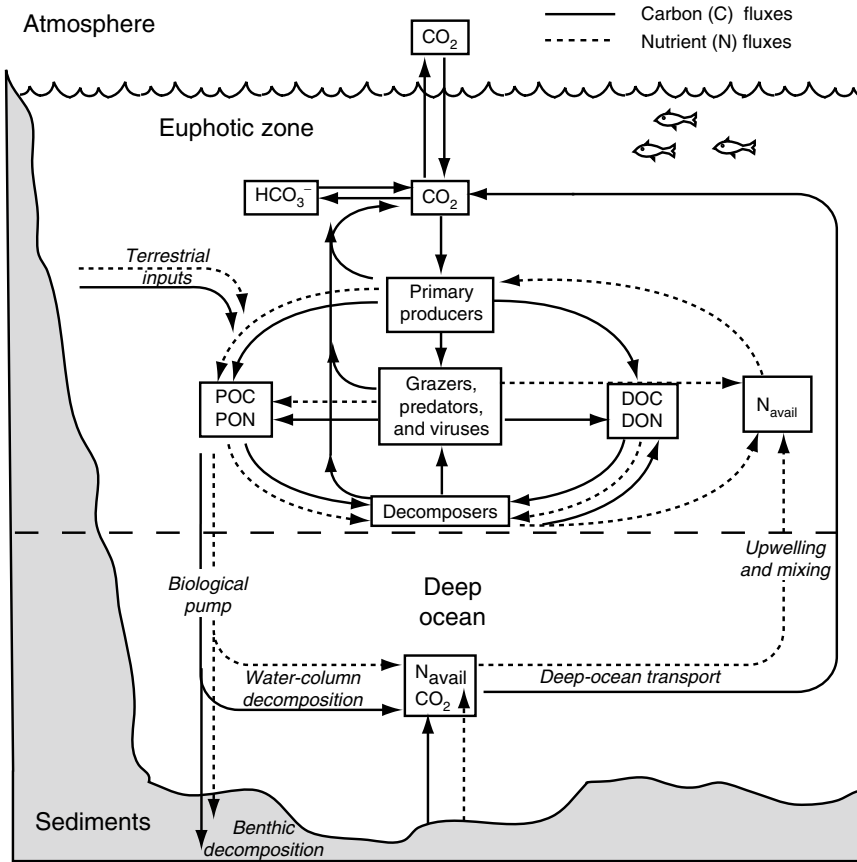 Atmosphere
CO₂
Carbon (C) fluxes
Nutrient (N) fluxes
Euphotic zone
HCO₃⁻
CO₂
Terrestrial
inputs
Primary
producers
POC
PON
Grazers,
predators,
and viruses
DOC
DON
Navail
Decomposers
Biological
pump
Deep
ocean
Upwelling
and mixing
Water-column
decomposition
Navail
CO₂
Deep-ocean transport
Sediments
Benthic
decomposition